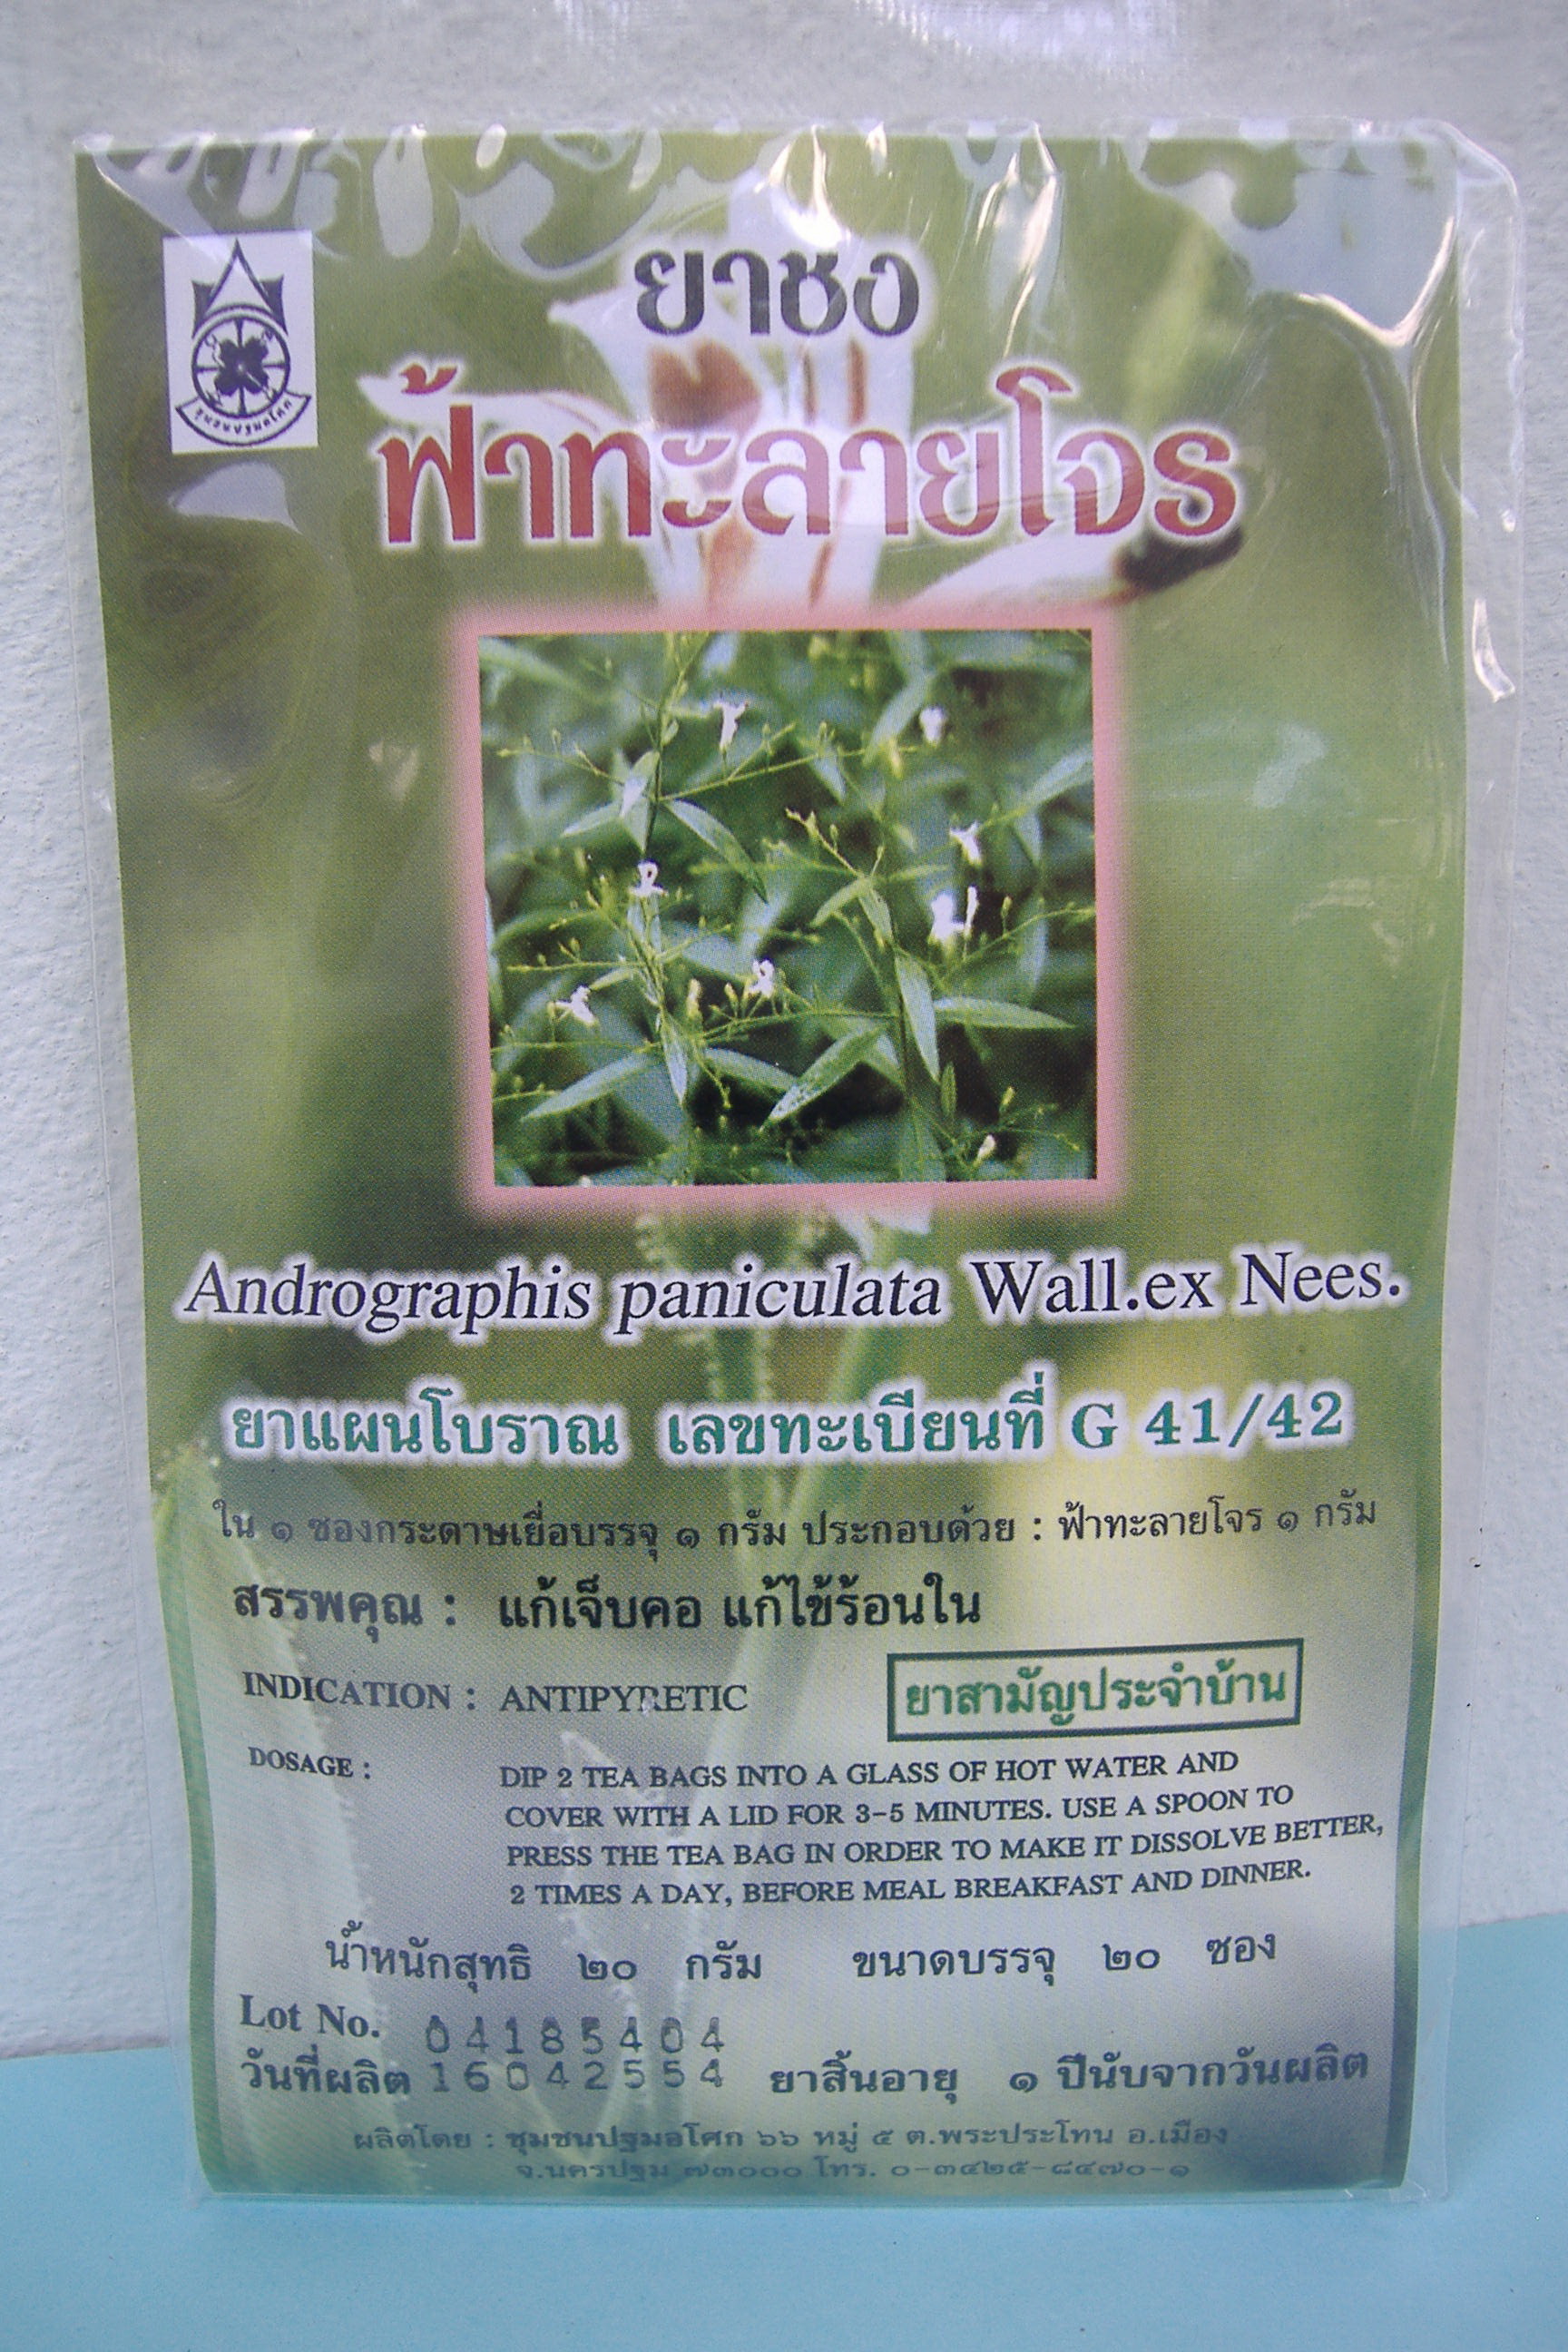 ยาชง
ฟ้าทะลายโจร
Andrographis paniculata Wall.ex Nees.
ยาแผนโบราณ เลขทะเบียนที่ G 41/42
ใน ๑ ซองกระดาษเยื่อบรรจุ ๑ กรัม ประกอบด้วย : ฟ้าทะลายโจร ๑ กรัม
สรรพคุณ : แก้เจ็บคอ แก้ไข้ร้อนใน
INDICATION : ANTIPYRETIC
ยาสามัญประจำบ้าน
DOSAGE : DIP 2 TEA BAGS INTO A GLASS OF HOT WATER AND
COVER WITH A LID FOR 3-5 MINUTES. USE A SPOON TO
PRESS THE TEA BAG IN ORDER TO MAKE IT DISSOLVE BETTER,
2 TIMES A DAY, BEFORE MEAL BREAKFAST AND DINNER.
น้ำหนักสุทธิ ๒๐ กรัม ขนาดบรรจุ ๒๐ ซอง
Lot No. 04185404
วันที่ผลิต 16042554 ยาสิ้นอายุ ๑ ปีนับจากวันผลิต
ผลิตโดย : ชุมชนปฐมอโศก ๖๖ หมู่ ๕ ต.พระประโทน อ.เมือง
จ.นครปฐม ๗๓๐๐๐ โทร. ๐-๓๔๒๕-๘๔๗๐-๑